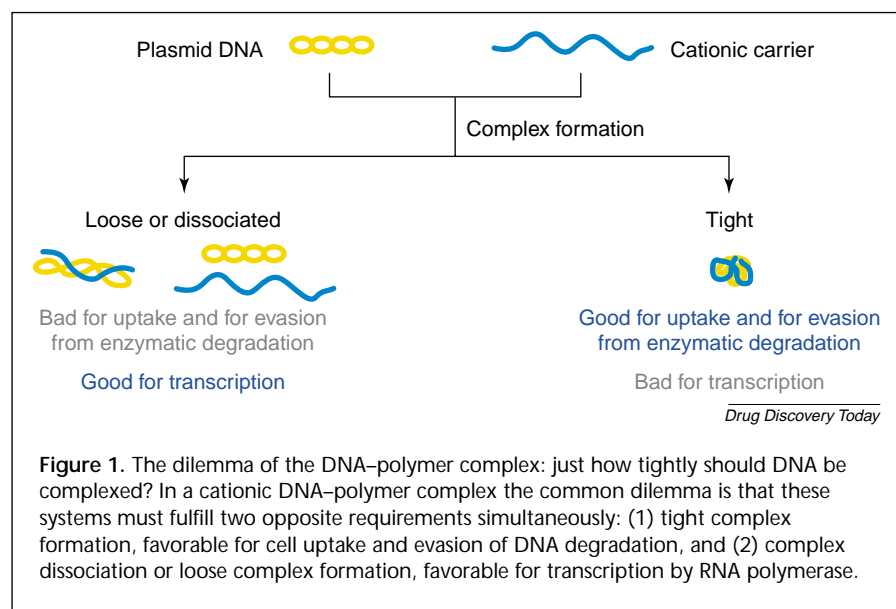 Plasmid DNA
Cationic carrier
Complex formation
Loose or dissociated
Tight
Bad for uptake and for evasion
from enzymatic degradation
Good for transcription
Good for uptake and for evasion
from enzymatic degradation
Bad for transcription
Drug Discovery Today
Figure 1. The dilemma of the DNA–polymer complex: just how tightly should DNA be
complexed? In a cationic DNA–polymer complex the common dilemma is that these
systems must fulfill two opposite requirements simultaneously: (1) tight complex
formation, favorable for cell uptake and evasion of DNA degradation, and (2) complex
dissociation or loose complex formation, favorable for transcription by RNA polymerase.